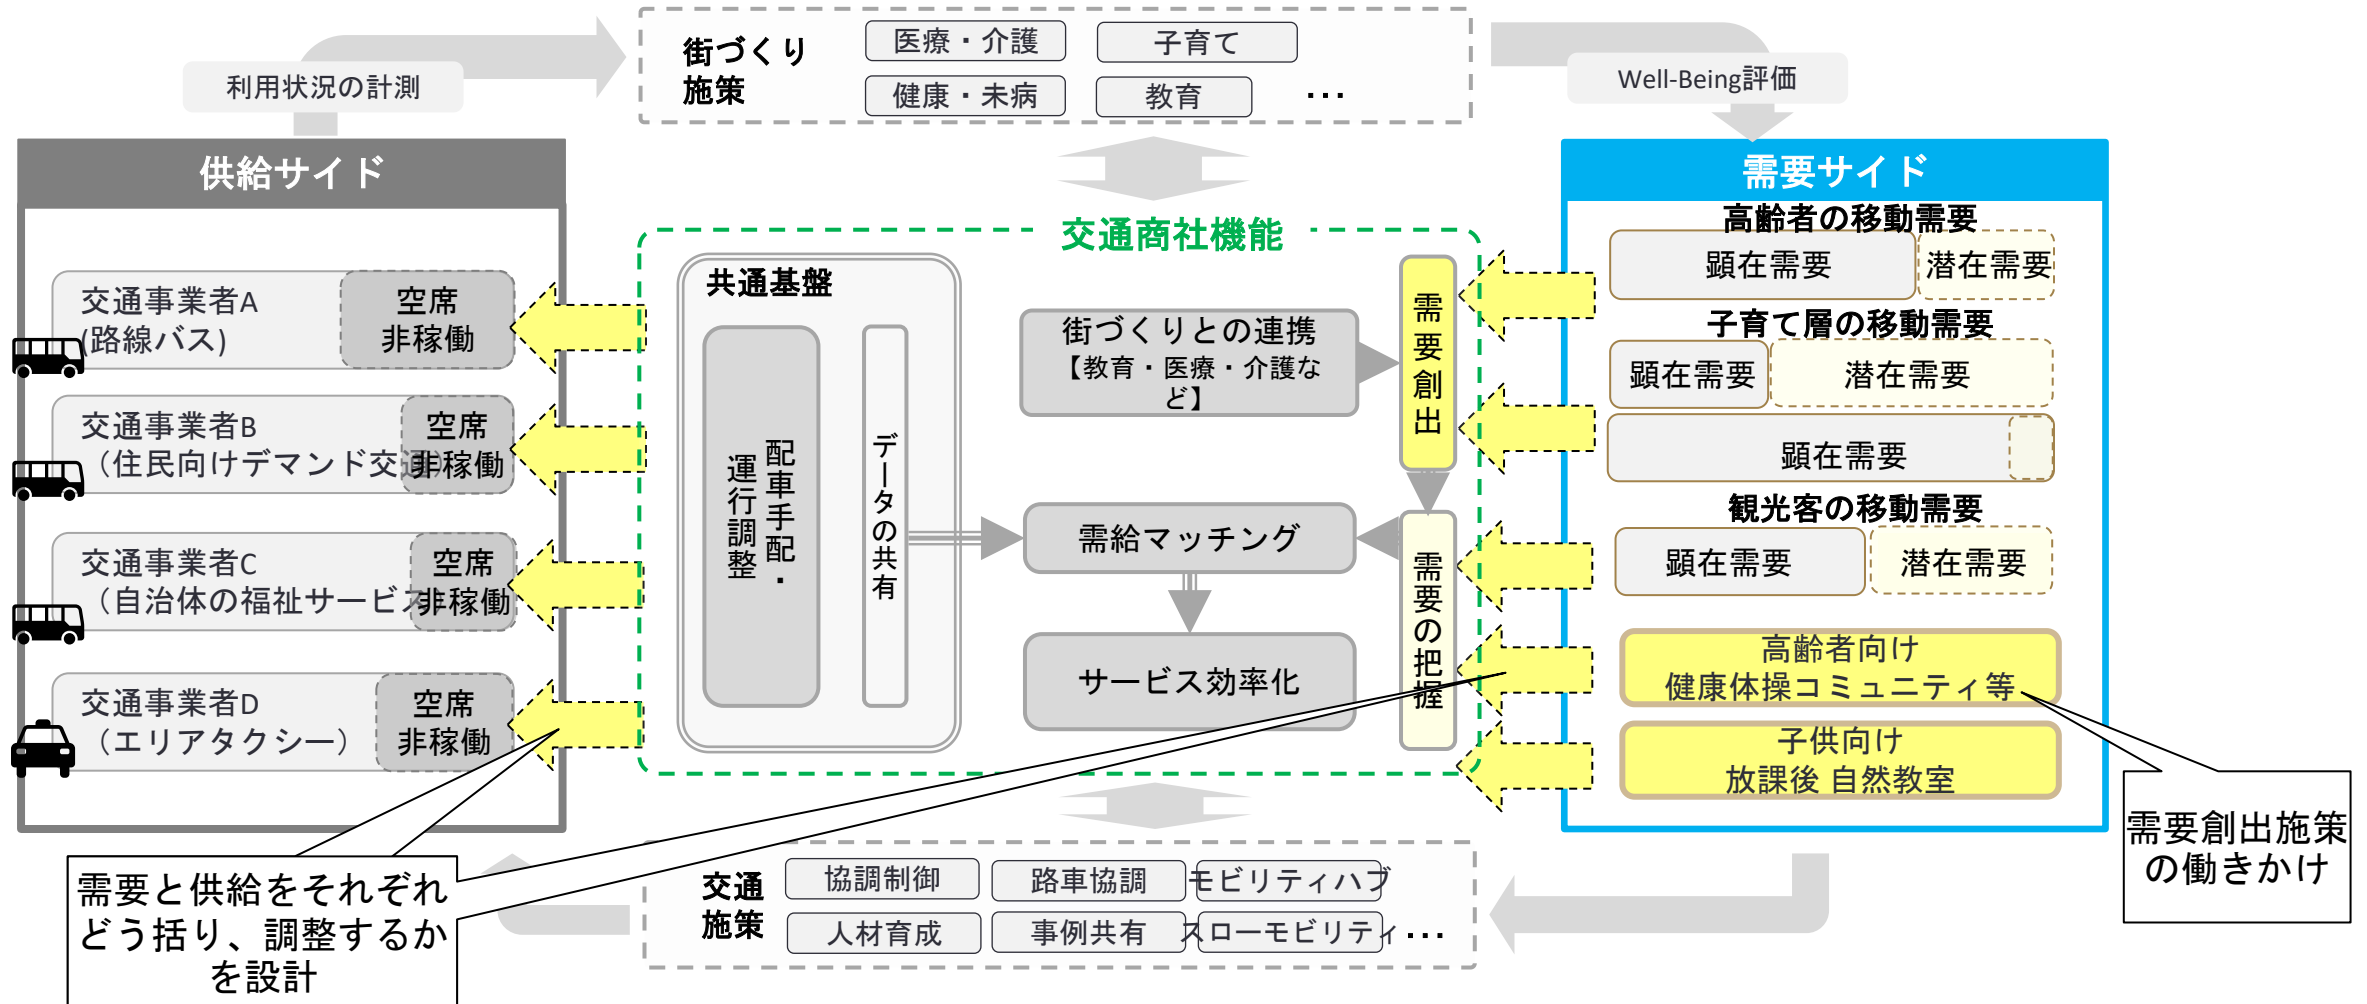 街づくり
施策
医療・介護
子育て
健康・未病
教育
...
利用状況の計測
Well-Being評価
供給サイド
交通事業者A
(路線バス)
空席
非稼働
交通事業者B
（住民向けデマンド交通）
空席
非稼働
交通事業者C
（自治体の福祉サービス）
空席
非稼働
交通事業者D
（エリアタクシー）
空席
非稼働
交通商社機能
共通基盤
配車手配・
運行調整
データの共有
街づくりとの連携
【教育・医療・介護な
ど】
需要創出
需給マッチング
サービス効率化
需要の把握
需要サイド
高齢者の移動需要
顕在需要
潜在需要
子育て層の移動需要
顕在需要
潜在需要
顕在需要
観光客の移動需要
顕在需要
潜在需要
高齢者向け
健康体操コミュニティ等
子供向け
放課後 自然教室
需要創出施策
の働きかけ
需要と供給をそれぞれ
どう括り、調整するか
を設計
交通
施策
協調制御
路車協調
モビリティハブ
人材育成
事例共有
スローモビリティ
...